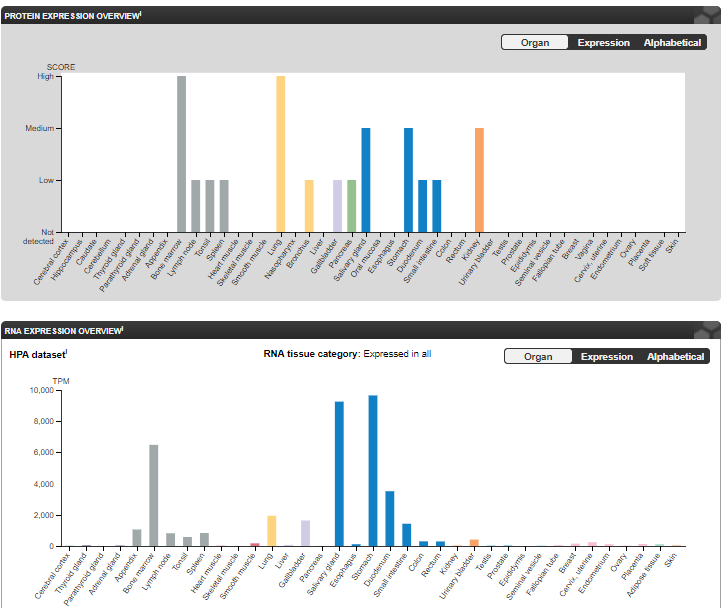 PROTEIN EXPRESSION OVERVIEWⁱ
Organ Expression Alphabetical
SCORE
High
Medium
Low
Not
detected
Cerebral cortex
Hippocampus
Caudate
Cerebellum
Thyroid gland
Parathyroid gland
Adrenal gland
Appendix
Bone marrow
Lymph node
Tonsil
Spleen
Heart muscle
Skeletal muscle
Smooth muscle
Lung
Nasopharynx
Bronchus
Liver
Gallbladder
Pancreas
Salivary gland
Oral mucosa
Esophagus
Stomach
Duodenum
Small intestine
Colon
Rectum
Kidney
Urinary bladder
Testis
Prostate
Epididymis
Seminal vesicle
Fallopian tube
Breast
Vagina
Cervix, uterine
Endometrium
Ovary
Placenta
Soft tissue
Skin
RNA EXPRESSION OVERVIEWⁱ
HPA datasetⁱ RNA tissue category: Expressed in all Organ Expression Alphabetical
TPM
10,000
8,000
6,000
4,000
2,000
0
Cerebral cortex
Thyroid gland
Parathyroid gland
Adrenal gland
Appendix
Bone marrow
Lymph node
Tonsil
Spleen
Heart muscle
Skeletal muscle
Smooth muscle
Lung
Liver
Gallbladder
Pancreas
Salivary gland
Esophagus
Stomach
Duodenum
Small intestine
Colon
Rectum
Kidney
Urinary bladder
Testis
Prostate
Epididymis
Seminal vesicle
Fallopian tube
Breast
Cervix, uterine
Endometrium
Ovary
Placenta
Adipose tissue
Skin